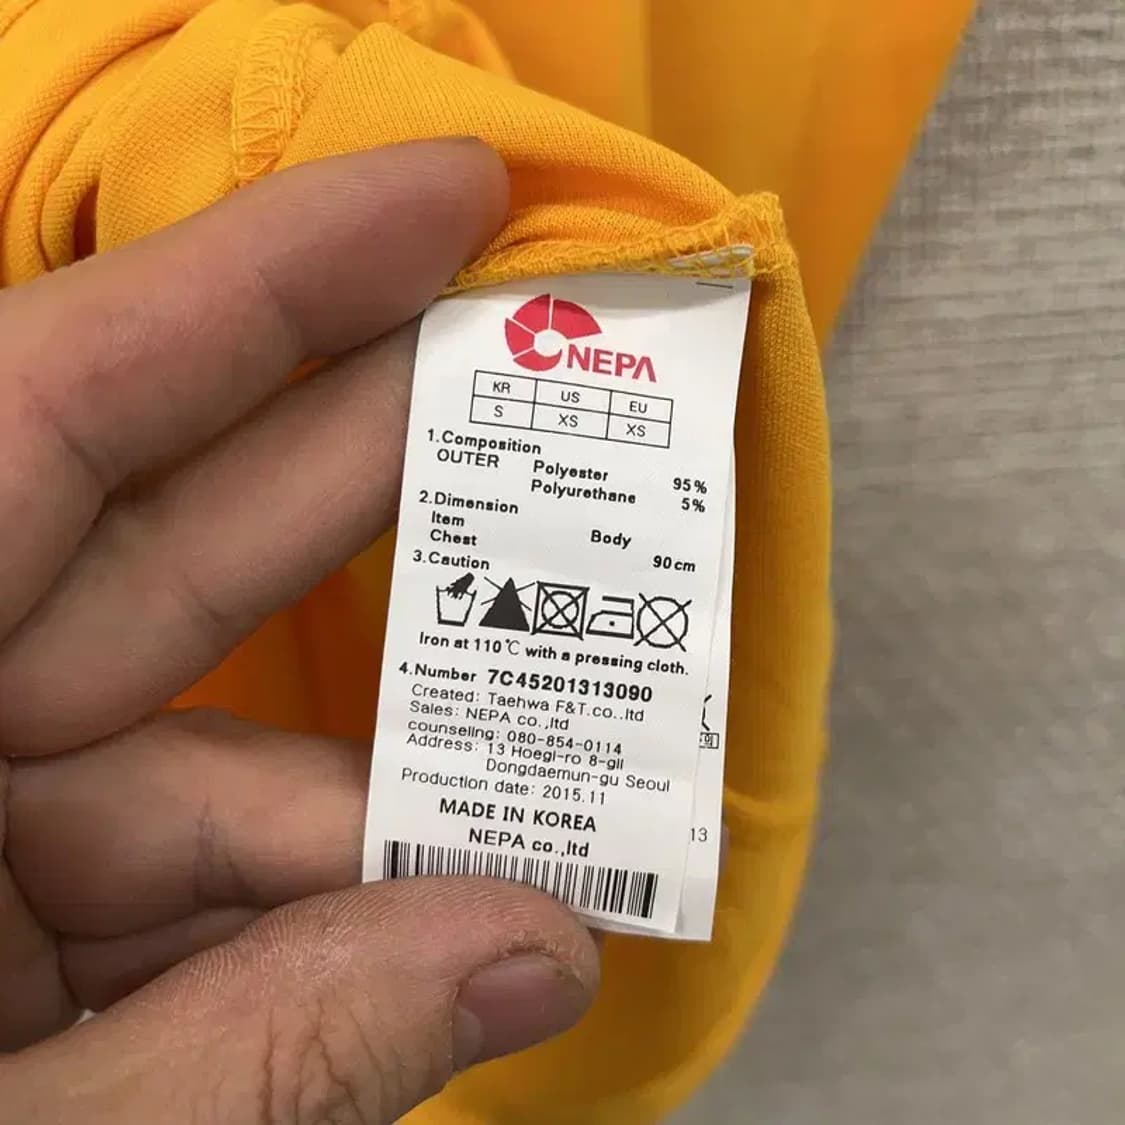 NEPA
KR US EU
S XS XS
1.Composition
OUTER Polyester 95%
Polyurethane 5%
2.Dimension
Item Body
Chest 90cm
3.Caution
Iron at 110℃ with a pressing cloth.
4.Number 7C45201313090
Created: Taehwa F&T.co..ltd
Sales: NEPA co.,ltd
counseling: 080-854-0114
Address: 13 Hoegi-ro 8-gil
Dongdaemun-gu Seoul
Production date: 2015.11
MADE IN KOREA
NEPA co.,ltd
13